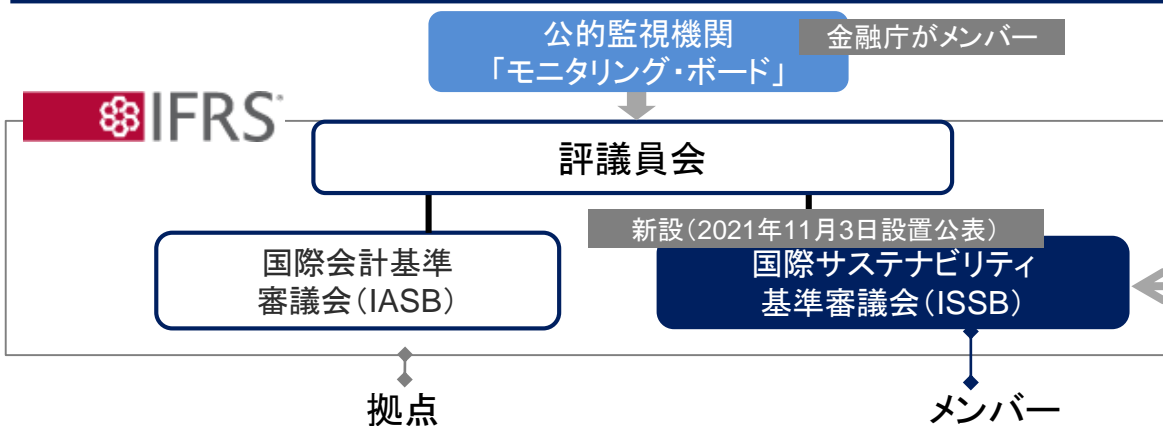 公的監視機関
「モニタリング・ボード」
金融庁がメンバー
IFRS
評議員会
新設(2021年11月3日設置公表)
国際会計基準
審議会(IASB)
国際サステナビリティ
基準審議会(ISSB)
拠点
メンバー